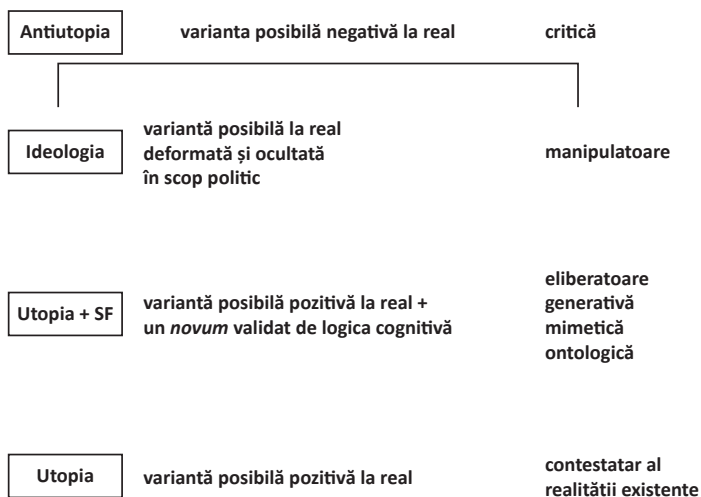 Antiutopia varianta posibilă negativă la real critică
Ideologia
variantă posibilă la real
deformată și ocultată
în scop politic
manipulatoare
Utopia + SF
variantă posibilă pozitivă la real +
un novum validat de logica cognitivă
eliberatoare
generativă
mimetică
ontologică
Utopia
variantă posibilă pozitivă la real
contestatar al
realității existente